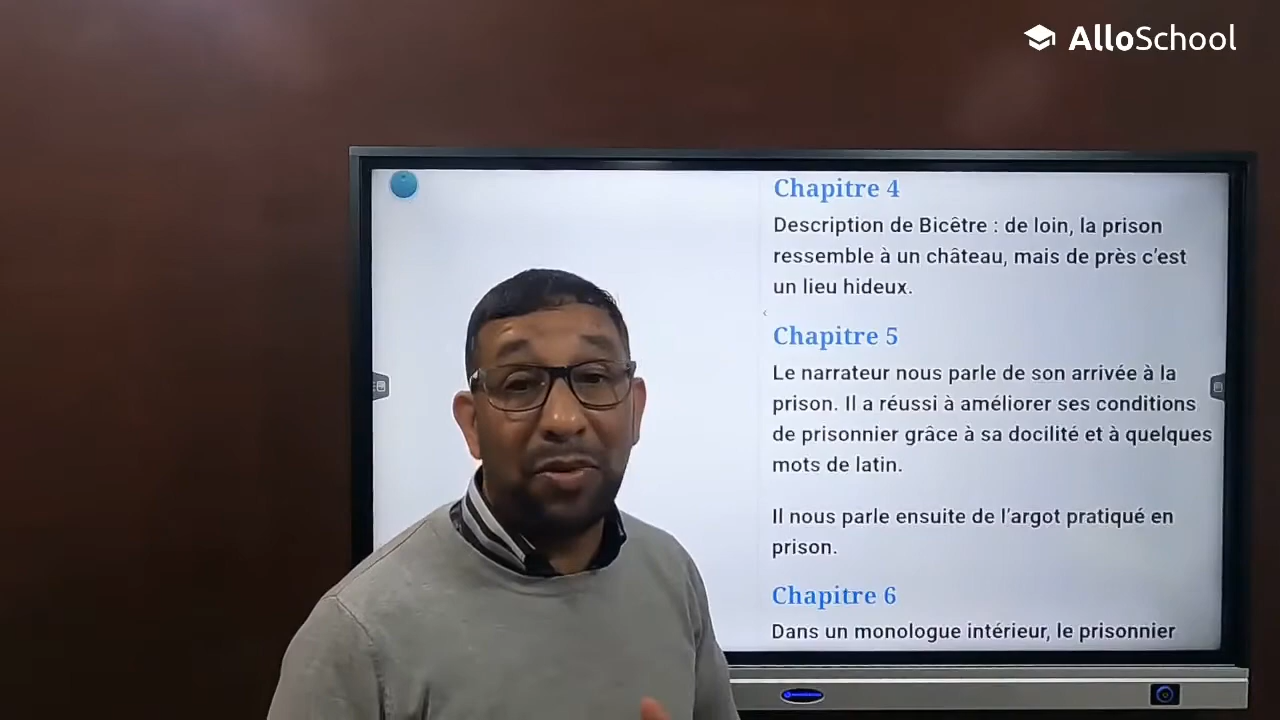 AlloSchool
Chapitre 4
Description de Bicêtre : de loin, la prison
ressemble à un château, mais de près c’est
un lieu hideux.
Chapitre 5
Le narrateur nous parle de son arrivée à la
prison. Il a réussi à améliorer ses conditions
de prisonnier grâce à sa docilité et à quelques
mots de latin.
Il nous parle ensuite de l’argot pratiqué en
prison.
Chapitre 6
Dans un monologue intérieur, le prisonnier